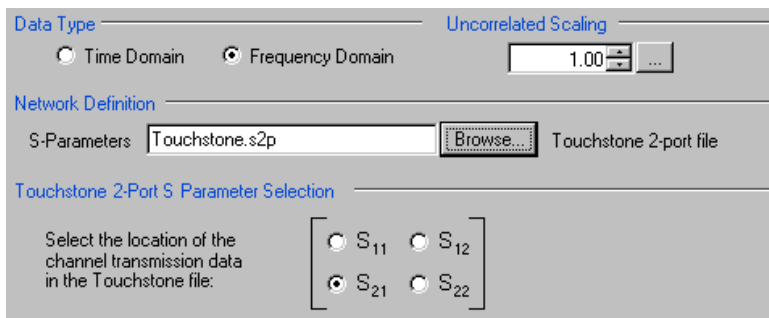 Data Type Uncorrelated Scaling
Time Domain Frequency Domain 1.00 ...
Network Definition
S-Parameters Touchstone.s2p Browse... Touchstone 2-port file
Touchstone 2-Port S Parameter Selection
Select the location of the
channel transmission data
in the Touchstone file:
S11 S12
S21 S22